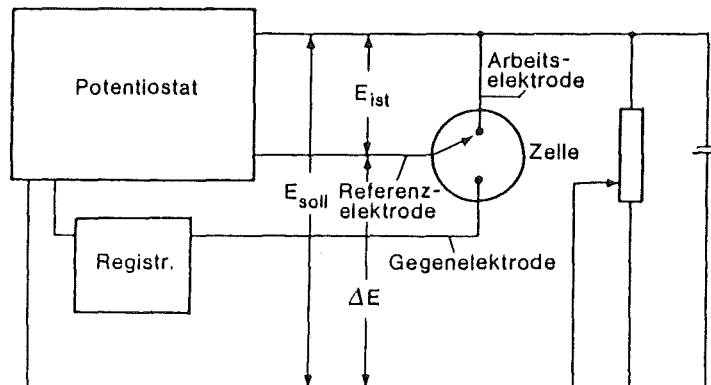 Potentiostat
Arbeits-
elektrode
E_ist
Zelle
E_soll
Referenz-
elektrode
Registr.
Gegenelektrode
ΔE